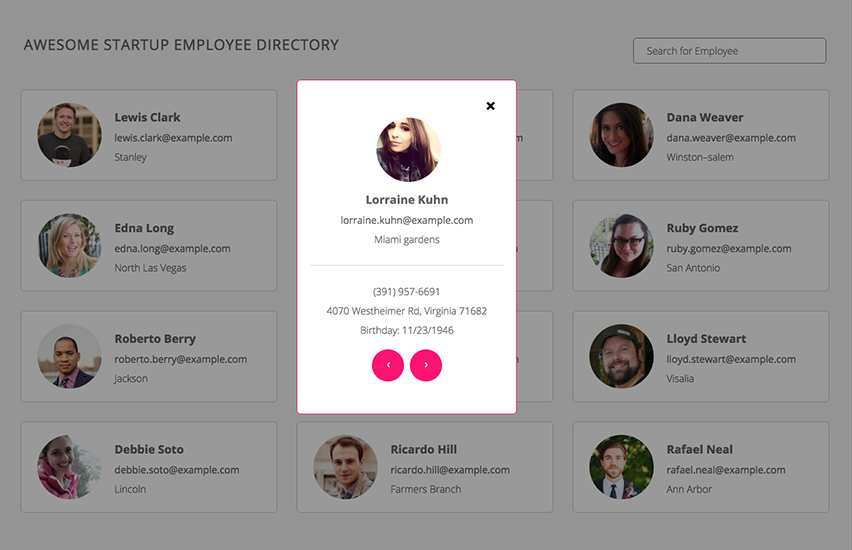 AWESOME STARTUP EMPLOYEE DIRECTORY
Search for Employee
Lewis Clark
lewis.clark@example.com
Stanley
m
Dana Weaver
dana.weaver@example.com
Winston–salem
Edna Long
edna.long@example.com
North Las Vegas
Ruby Gomez
ruby.gomez@example.com
San Antonio
Roberto Berry
roberto.berry@example.com
Jackson
Lloyd Stewart
lloyd.stewart@example.com
Visalia
Debbie Soto
debbie.soto@example.com
Lincoln
Ricardo Hill
ricardo.hill@example.com
Farmers Branch
Rafael Neal
rafael.neal@example.com
Ann Arbor
×
Lorraine Kuhn
lorraine.kuhn@example.com
Miami gardens
(391) 957-6691
4070 Westheimer Rd, Virginia 71682
Birthday: 11/23/1946
‹ ›